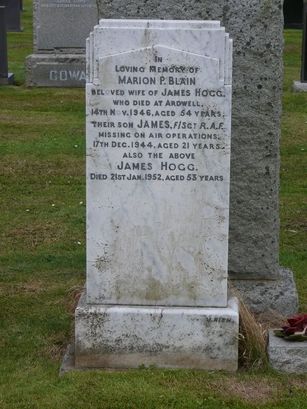 GOWA
IN
LOVING MEMORY OF
MARION P. BLAIN
BELOVED WIFE OF JAMES HOGG,
WHO DIED AT ARDWELL,
14TH NOV. 1946, AGED 54 YEARS;
THEIR SON JAMES, F/SGT R.A.F.
MISSING ON AIR OPERATIONS,
17TH DEC. 1944, AGED 21 YEARS.
ALSO THE ABOVE
JAMES HOGG,
DIED 21ST JAN. 1952, AGED 53 YEARS